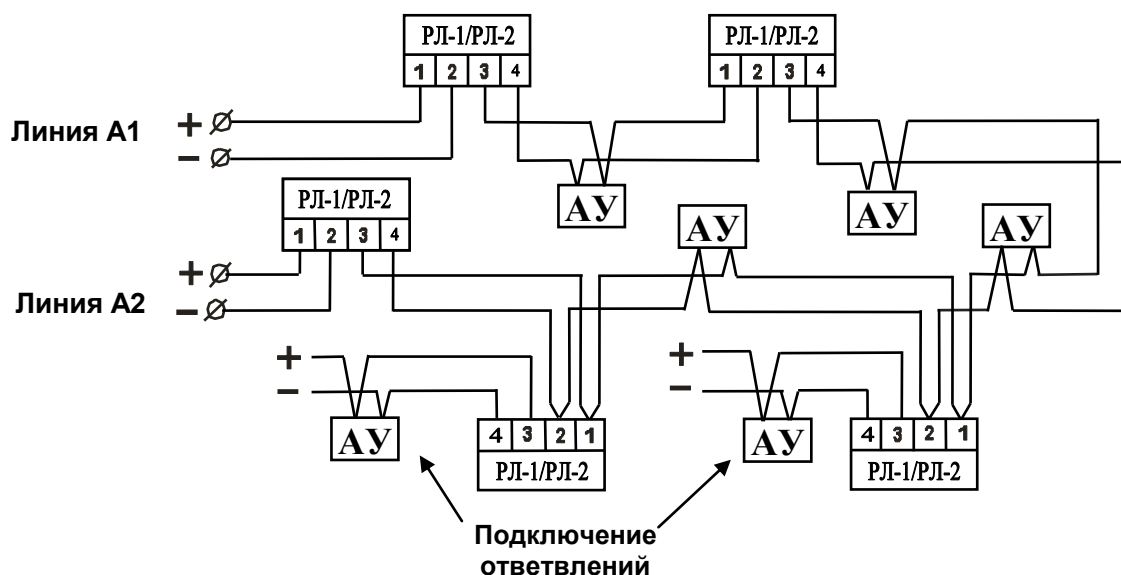 РЛ-1/РЛ-2
1 2 3 4
РЛ-1/РЛ-2
1 2 3 4
Линия А1
+
−
АУ
АУ
РЛ-1/РЛ-2
1 2 3 4
АУ
АУ
Линия А2
+
−
+
−
АУ
4 3 2 1
РЛ-1/РЛ-2
+
−
АУ
4 3 2 1
РЛ-1/РЛ-2
Подключение
ответвлений